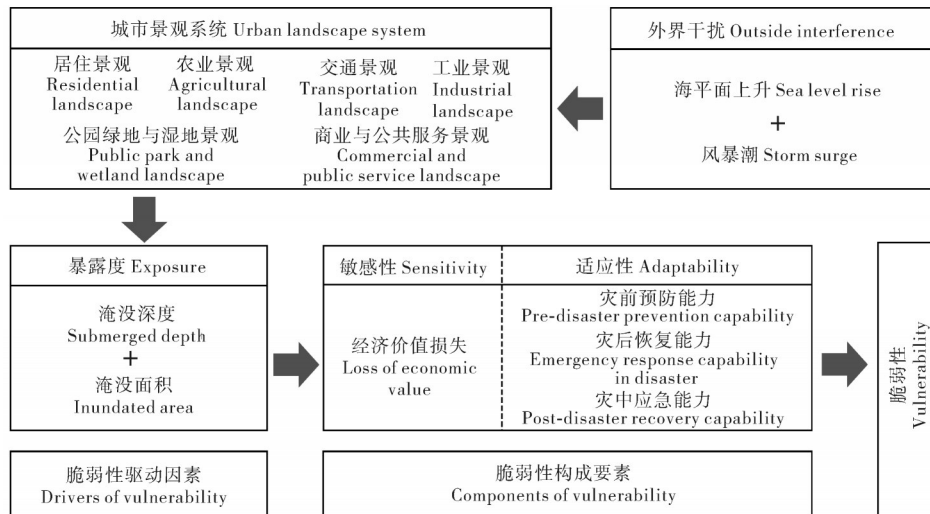 城市景观系统 Urban landscape system
居住景观
Residential
landscape
农业景观
Agricultural
landscape
交通景观
Transportation
landscape
工业景观
Industrial
landscape
公园绿地与湿地景观
Public park and
wetland landscape
商业与公共服务景观
Commercial and
public service landscape
外界干扰 Outside interference
海平面上升 Sea level rise
+
风暴潮 Storm surge
暴露度 Exposure
淹没深度
Submerged depth
+
淹没面积
Inundated area
敏感性 Sensitivity
经济价值损失
Loss of economic
value
适应性 Adaptability
灾前预防能力
Pre-disaster prevention capability
灾后恢复能力
Emergency response capability
in disaster
灾中应急能力
Post-disaster recovery capability
脆弱性
Vulnerability
脆弱性驱动因素
Drivers of vulnerability
脆弱性构成要素
Components of vulnerability